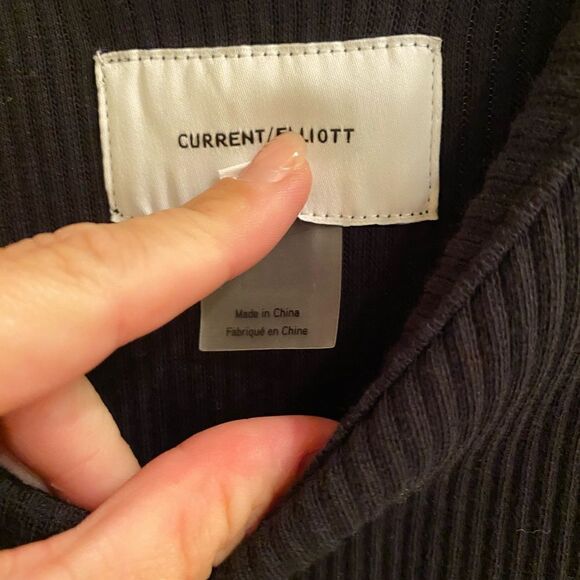 CURRENT/ELLIOTT
Made in China
Fabriqué en Chine